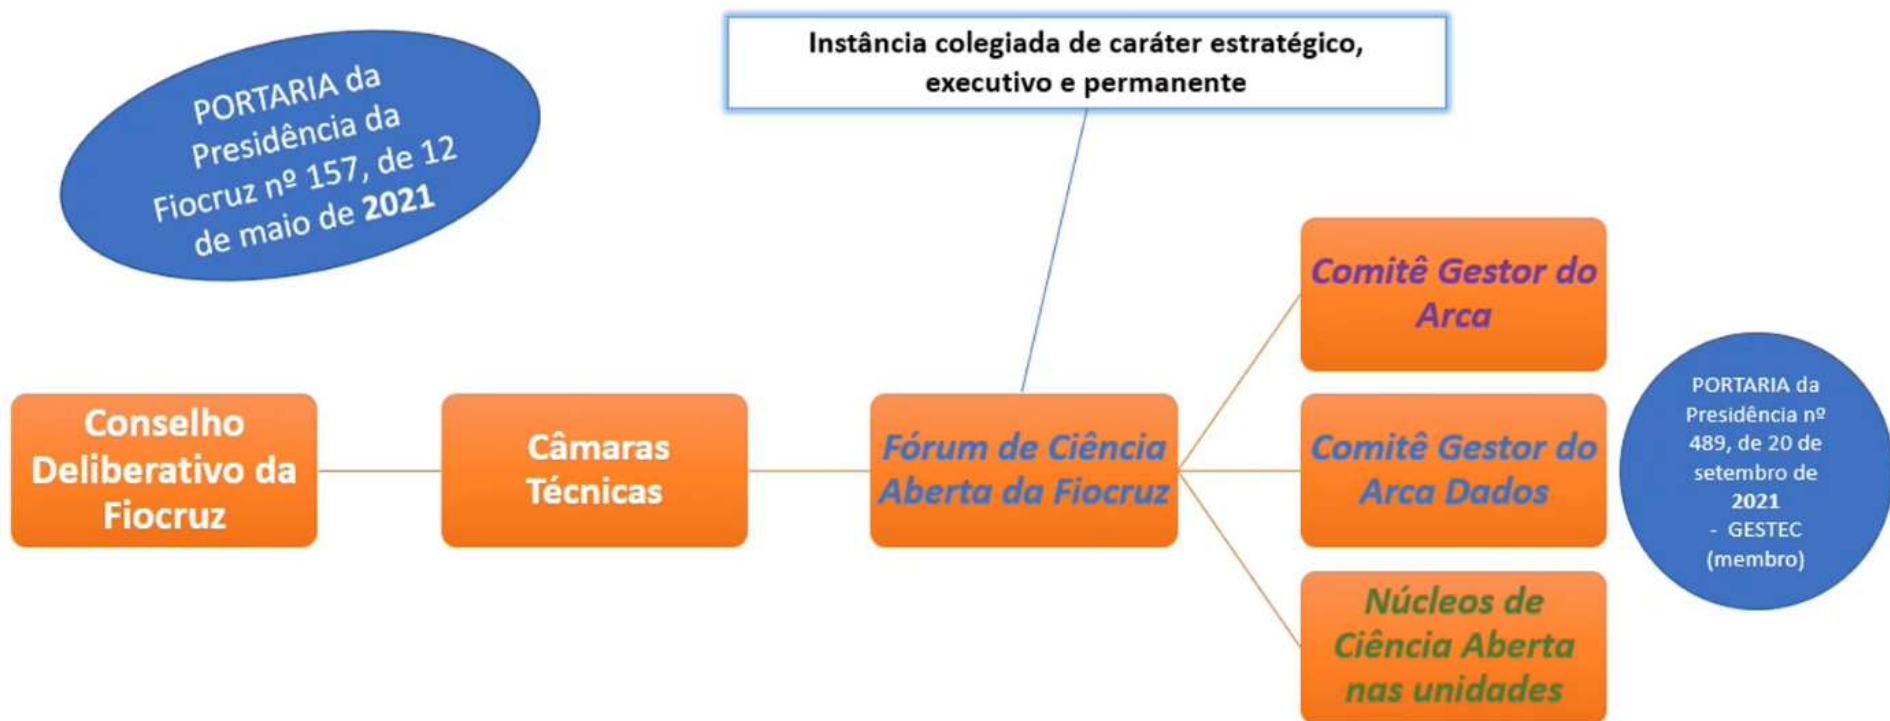 PORTARIA da
Presidência da
Fiocruz nº 157, de 12
de maio de 2021
Instância colegiada de caráter estratégico,
executivo e permanente
Conselho
Deliberativo da
Fiocruz
Câmaras
Técnicas
Fórum de Ciência
Aberta da Fiocruz
Comitê Gestor do
Arca
Comitê Gestor do
Arca Dados
Núcleos de
Ciência Aberta
nas unidades
PORTARIA da
Presidência nº
489, de 20 de
setembro de
2021
- GESTEC
(membro)